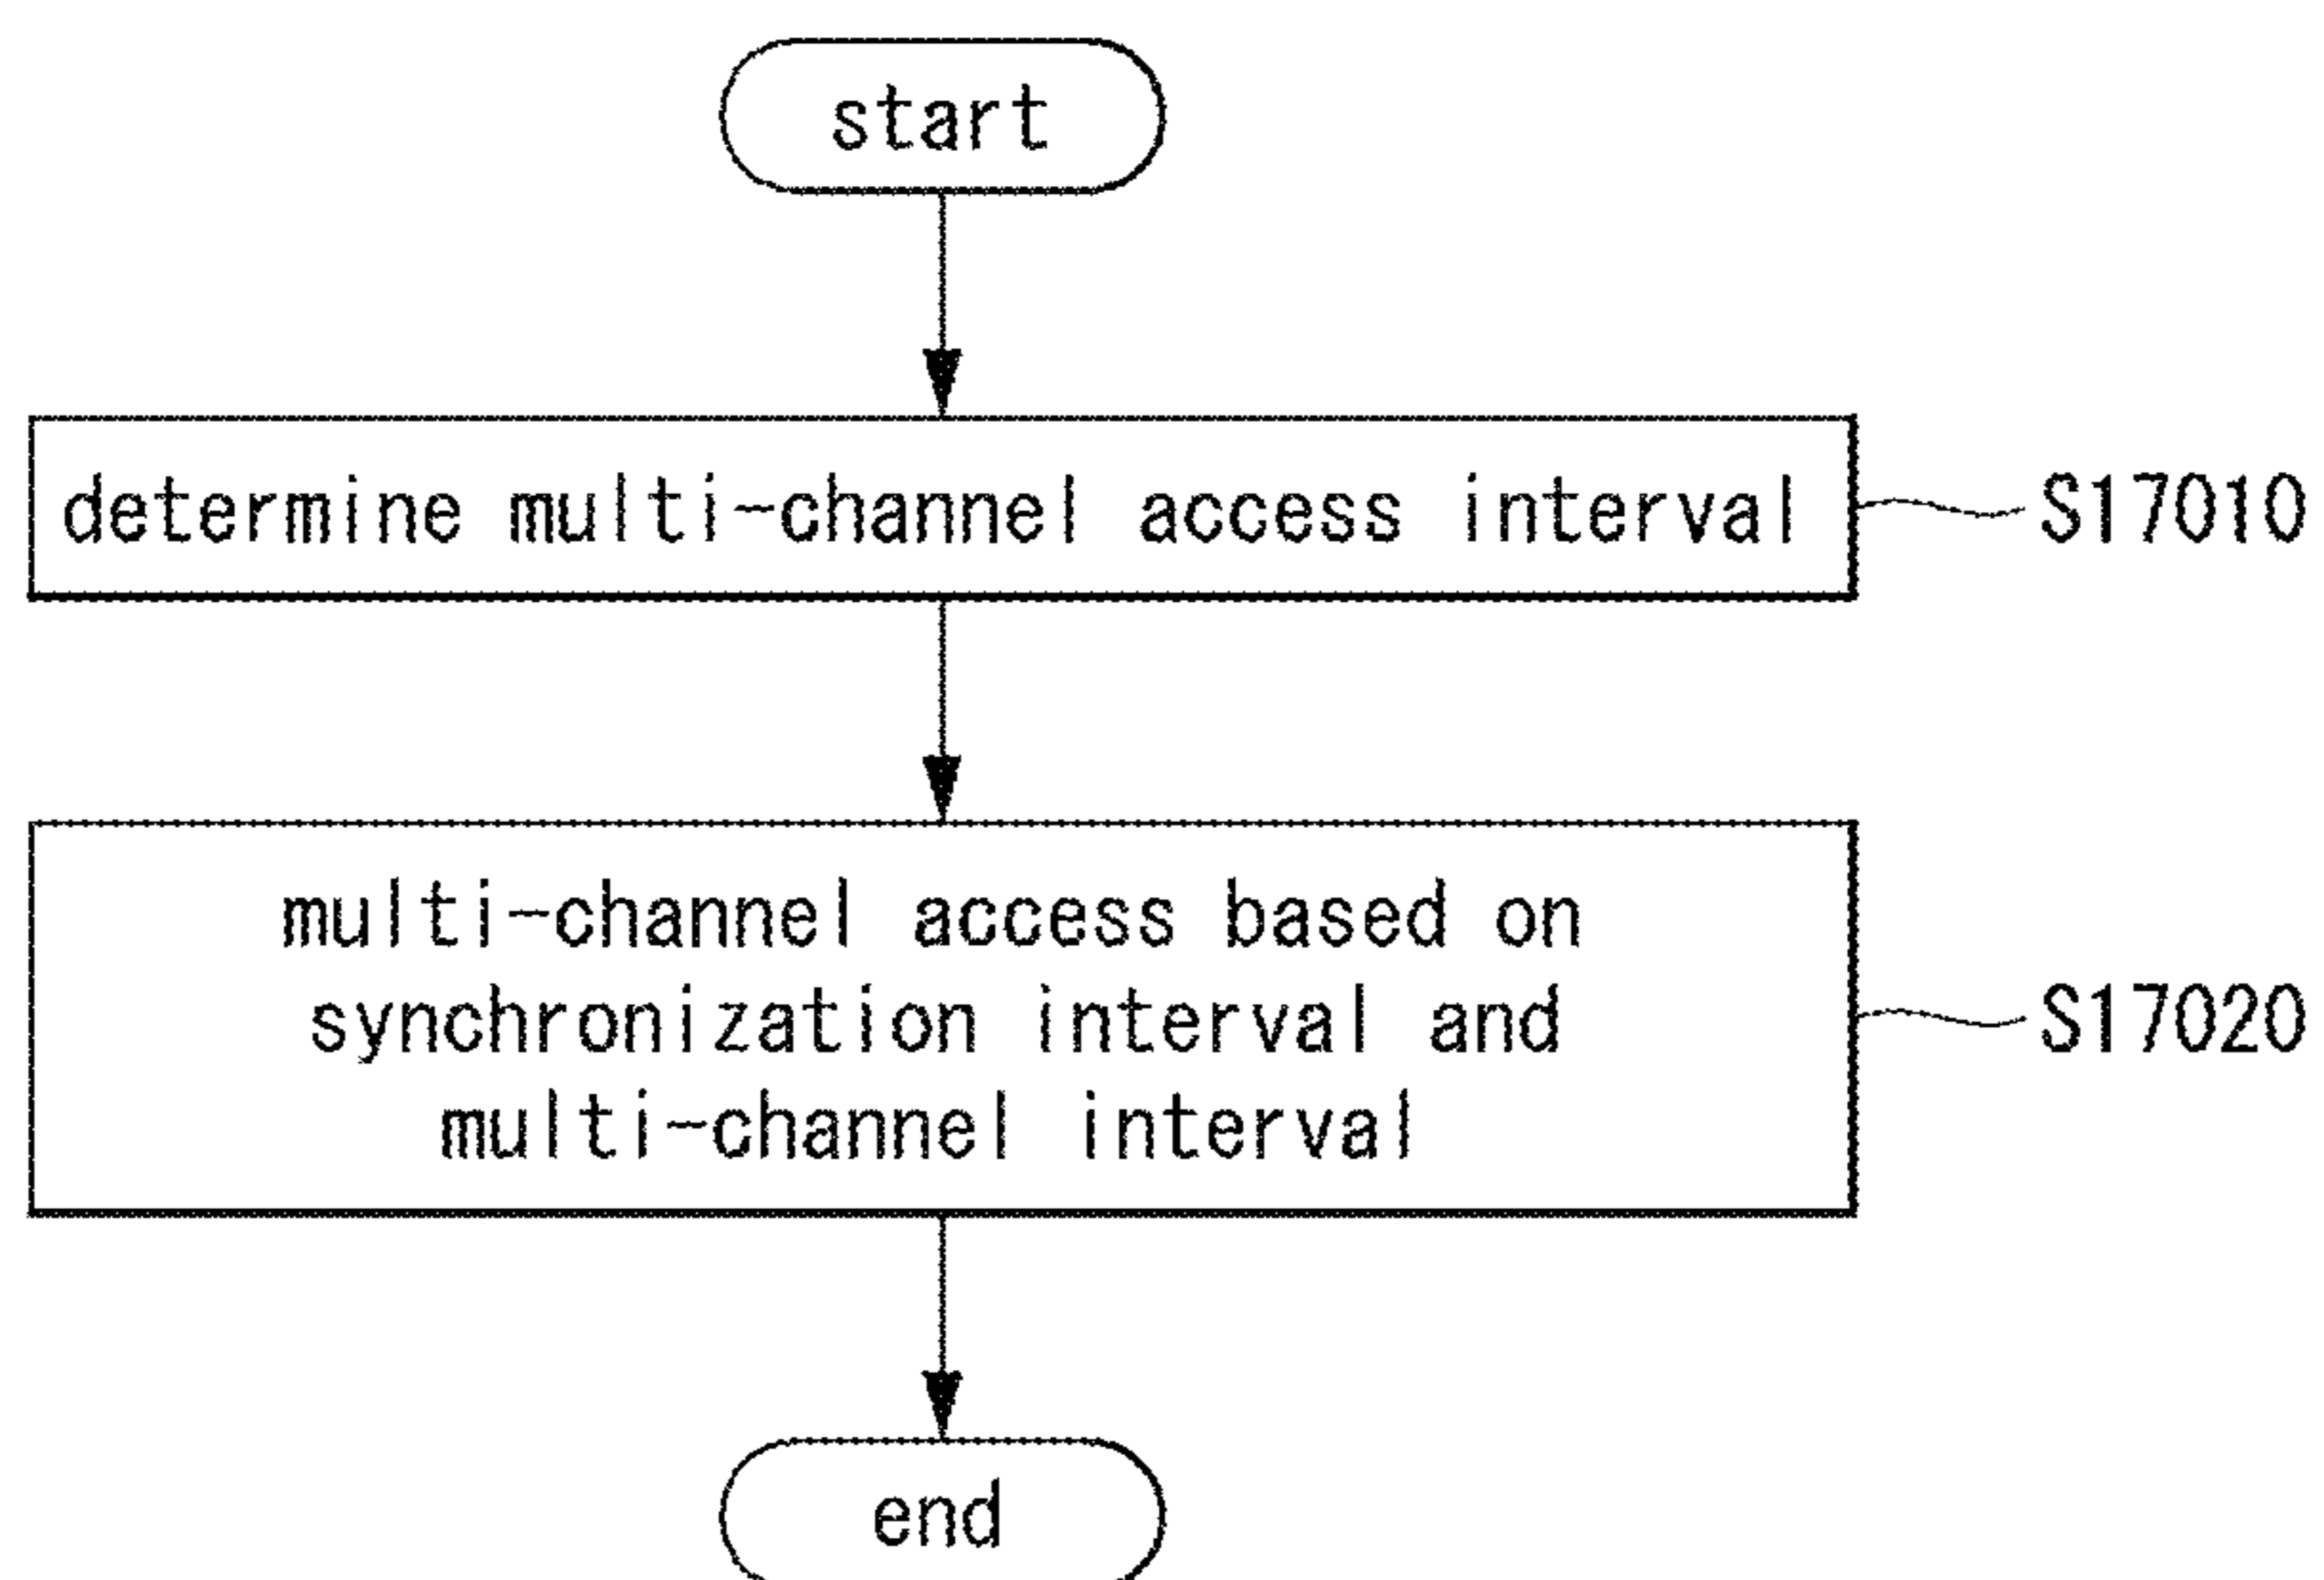 start
determine multi-channel access interval
S17010
multi-channel access based on
synchronization interval and
multi-channel interval
S17020
end